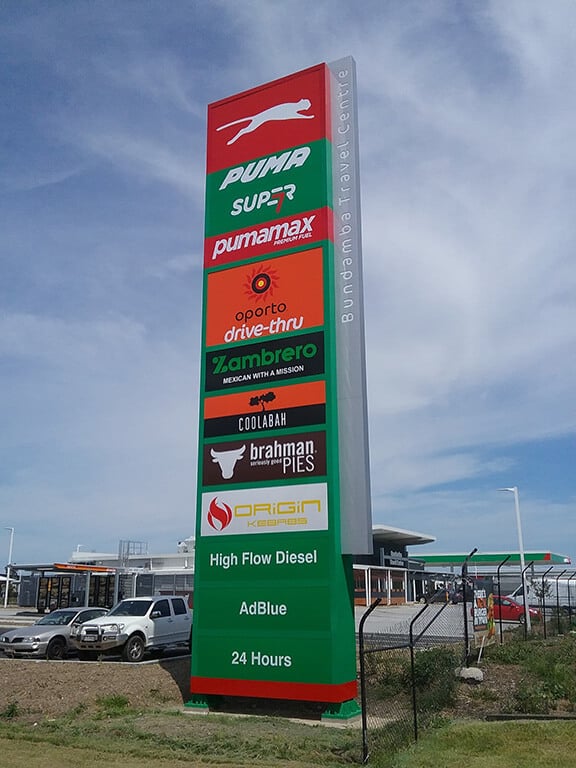 PUMA
SUPER 7
pumamax
PREMIUM FUEL
oporto
drive-thru
Zambrero
MEXICAN WITH A MISSION
COOLABAH
brahman
seriously good PIES
ORiGiN
KEBABS
High Flow Diesel
AdBlue
24 Hours
Bundamba Travel Centre